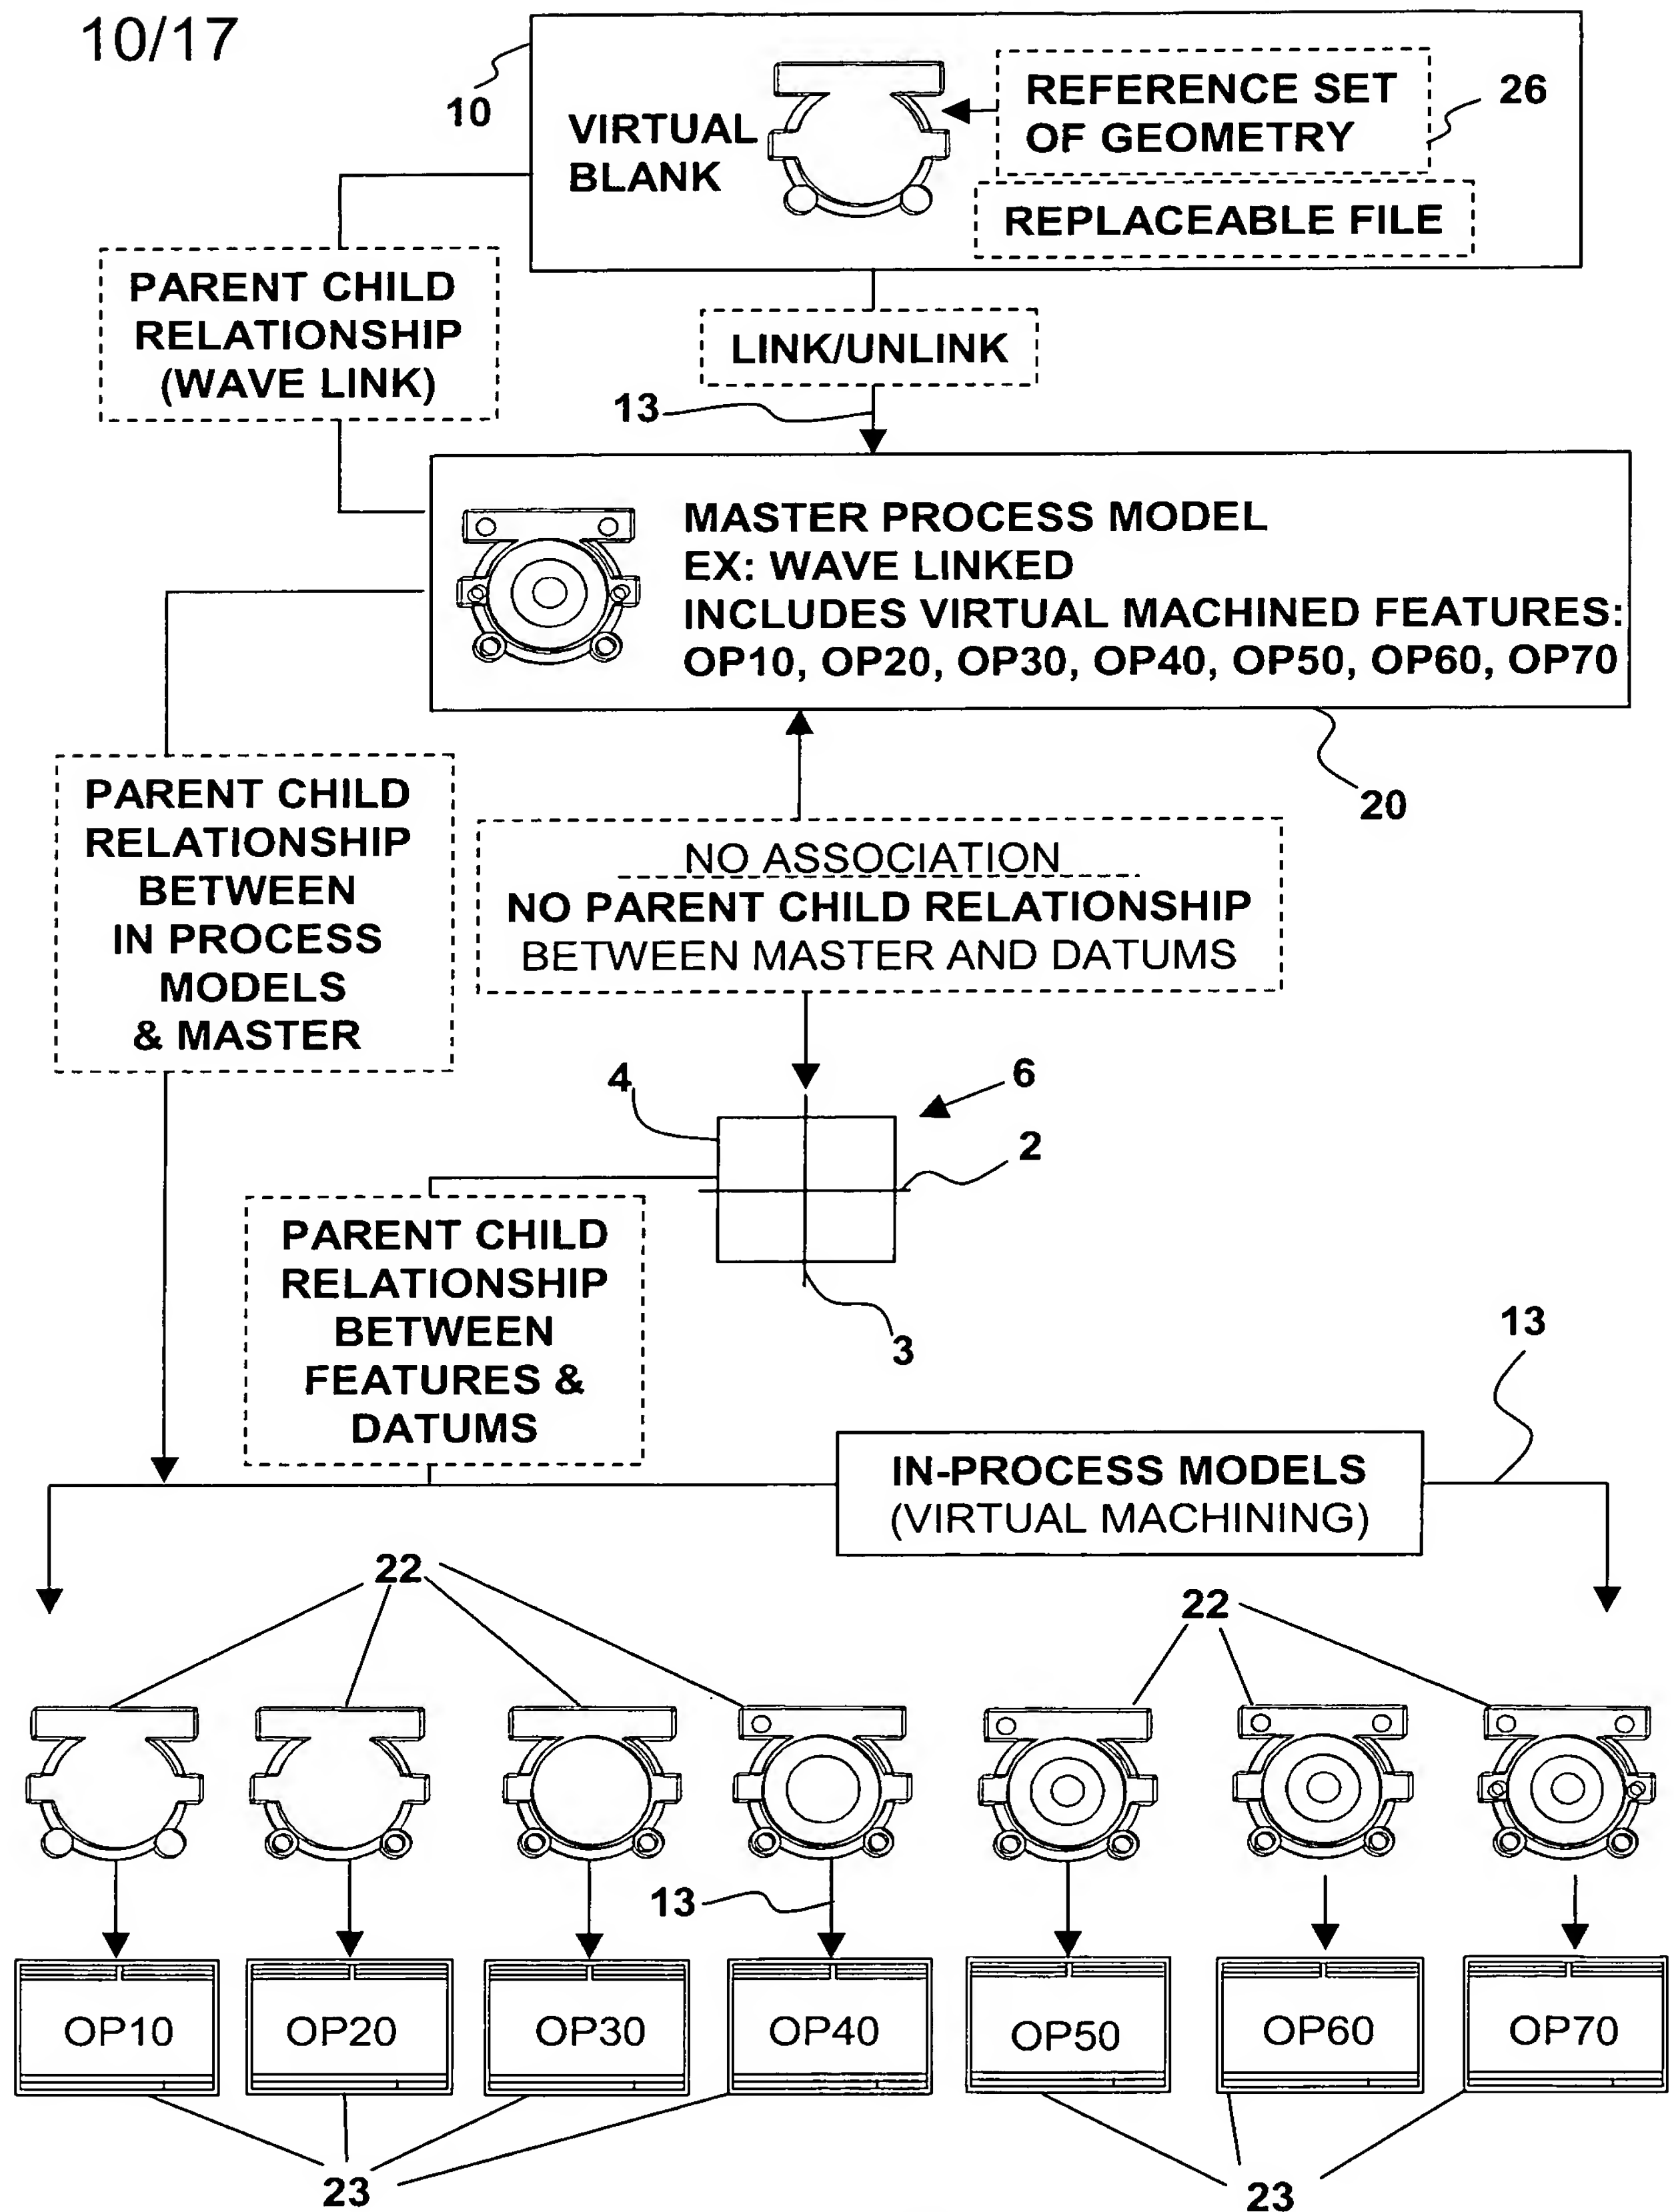 10/17
10
VIRTUAL
BLANK
REFERENCE SET
OF GEOMETRY
26
REPLACEABLE FILE
PARENT CHILD
RELATIONSHIP
(WAVE LINK)
LINK/UNLINK
13
MASTER PROCESS MODEL
EX: WAVE LINKED
INCLUDES VIRTUAL MACHINED FEATURES:
OP10, OP20, OP30, OP40, OP50, OP60, OP70
20
PARENT CHILD
RELATIONSHIP
BETWEEN
IN PROCESS
MODELS
& MASTER
NO ASSOCIATION
NO PARENT CHILD RELATIONSHIP
BETWEEN MASTER AND DATUMS
4
6
2
3
PARENT CHILD
RELATIONSHIP
BETWEEN
FEATURES &
DATUMS
13
IN-PROCESS MODELS
(VIRTUAL MACHINING)
22
22
13
OP10
OP20
OP30
OP40
OP50
OP60
OP70
23
23